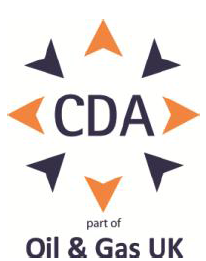 CDA
part of
Oil & Gas UK